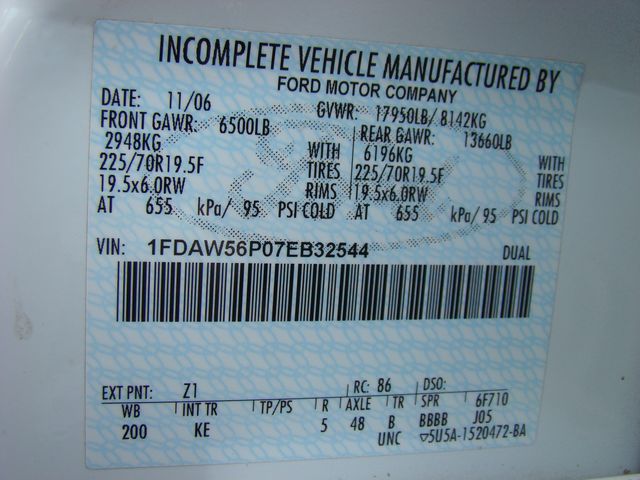 INCOMPLETE VEHICLE MANUFACTURED BY
FORD MOTOR COMPANY
DATE: 11/06 GVWR: 17950LB/ 8142KG
FRONT GAWR: 6500LB REAR GAWR: 13660LB
2948KG WITH 6196KG WITH
225/70R19.5F TIRES 225/70R19.5F TIRES
19.5x6.0RW RIMS 19.5x6.0RW RIMS
AT 655 kPa/ 95 PSI COLD AT 655 kPa/ 95 PSI COLD
VIN: 1FDAW56P07EB32544 DUAL
EXT PNT: Z1 RC: 86 DSO:
WB INT TR TP/PS R AXLE TR SPR 6F710
200 KE 5 48 B BBBB J05
UNC ▽5U5A-1520472-BA